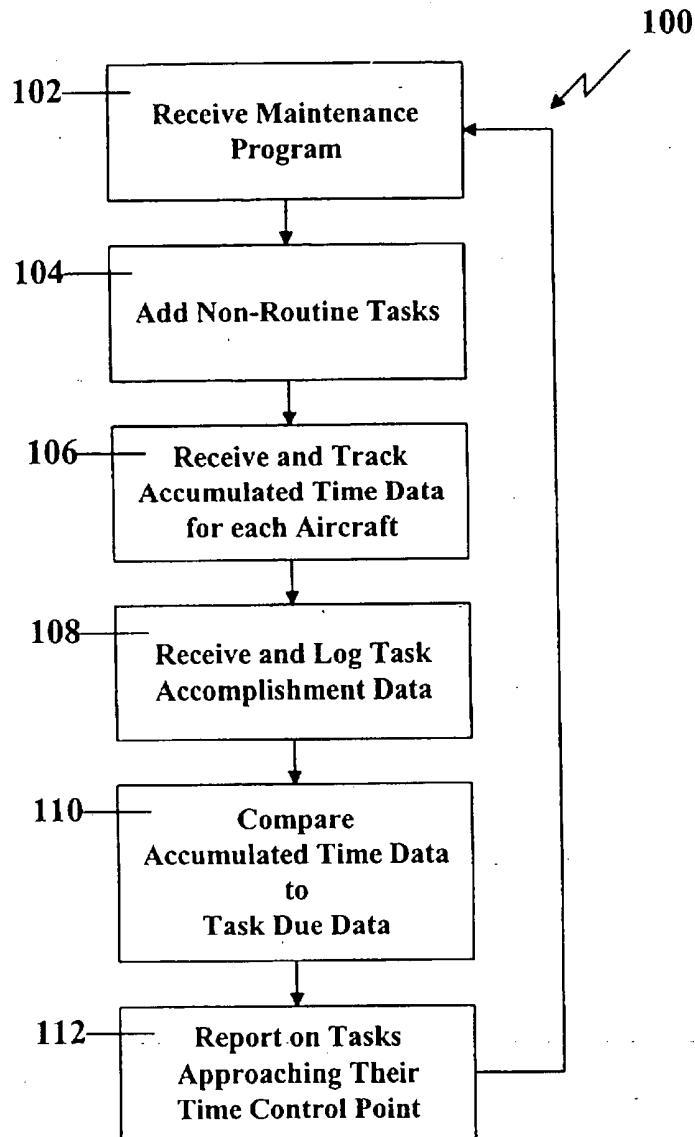 100
102
Receive Maintenance
Program
104
Add Non-Routine Tasks
106
Receive and Track
Accumulated Time Data
for each Aircraft
108
Receive and Log Task
Accomplishment Data
110
Compare
Accumulated Time Data
to
Task Due Data
112
Report on Tasks
Approaching Their
Time Control Point